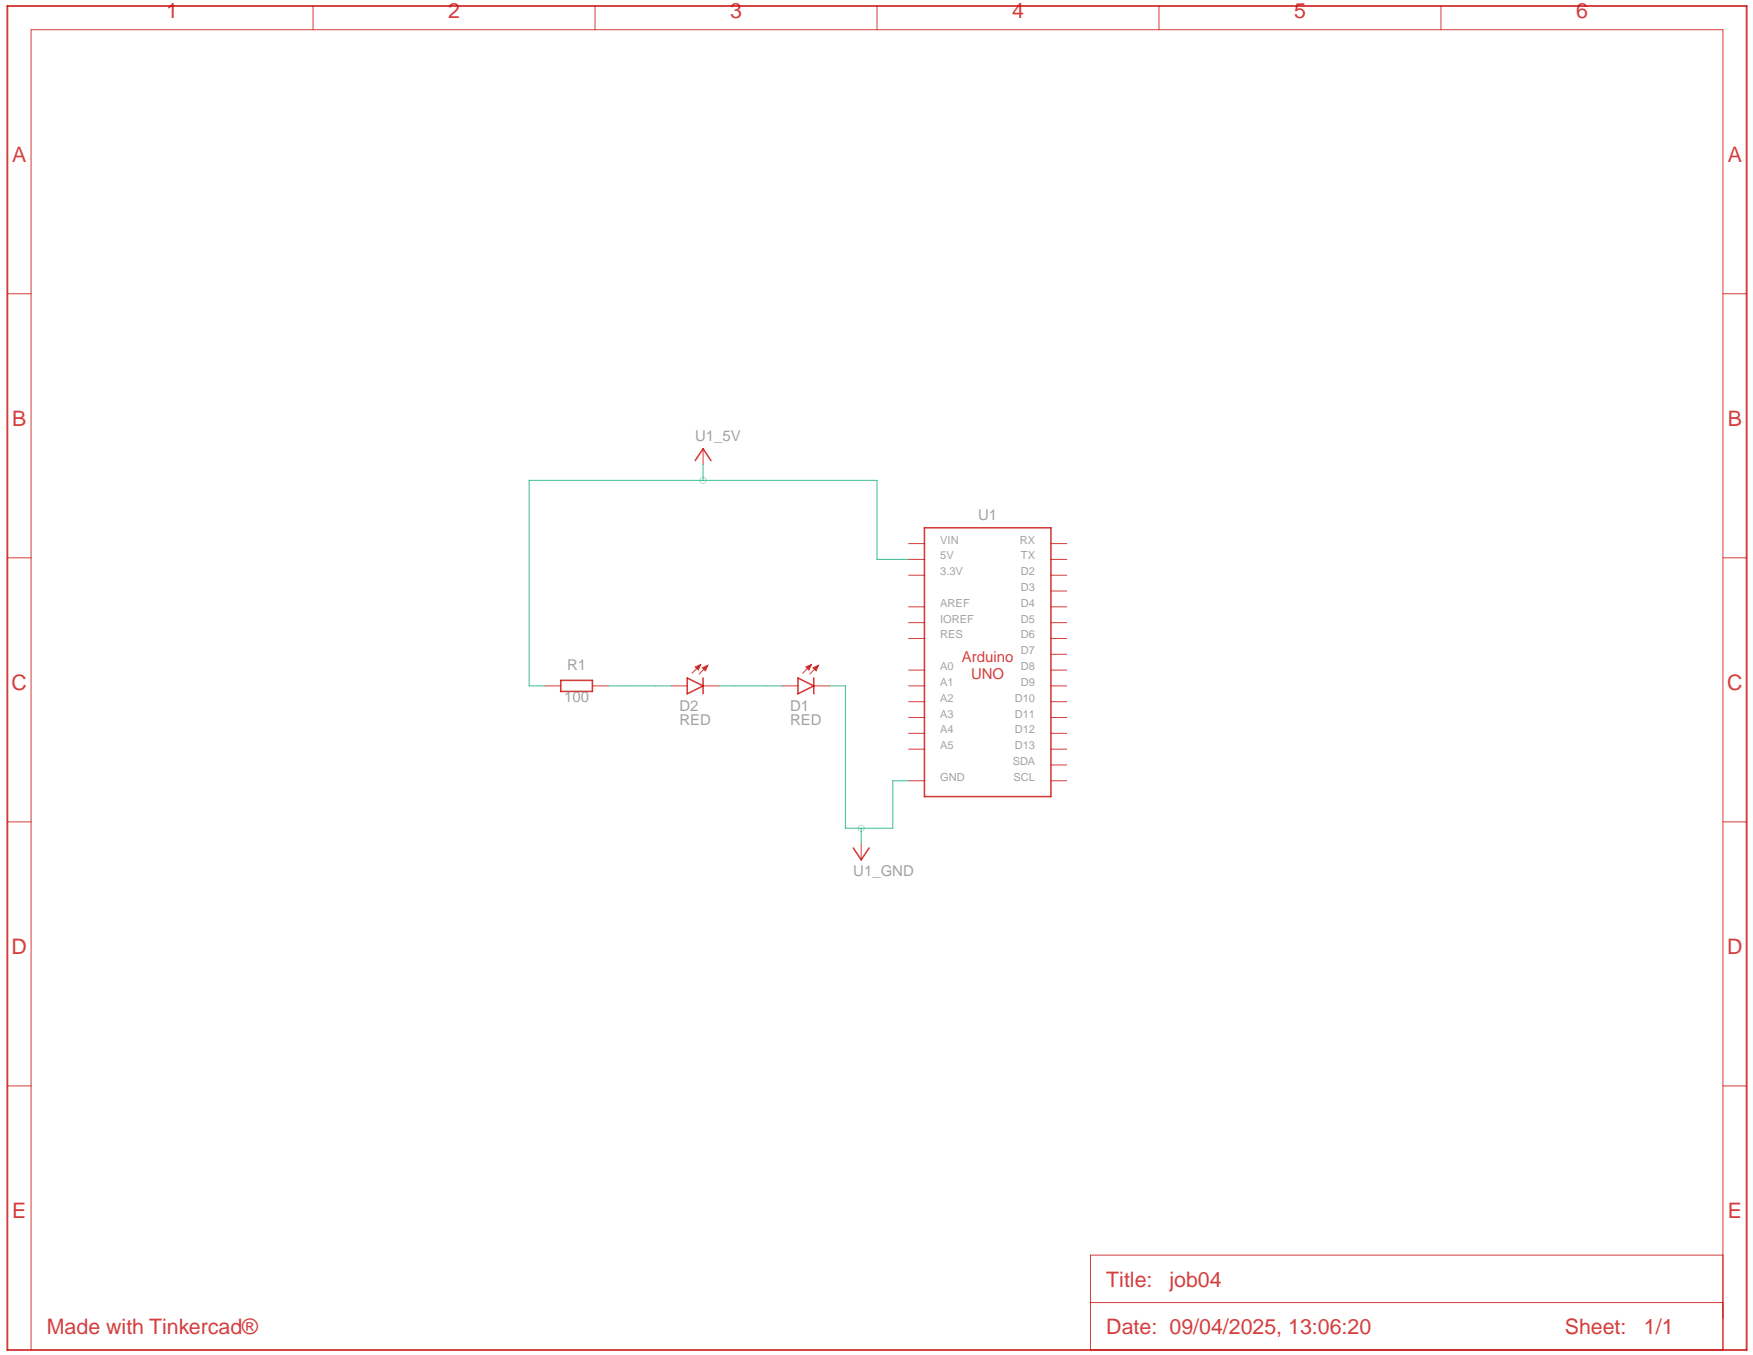 1 2 3 4 5 6
A A
B B
U1_5V
U1
VIN RX
5V TX
3.3V D2
D3
AREF D4
IOREF D5
RES D6
D7
Arduino
UNO
A0 D8
A1 D9
A2 D10
A3 D11
A4 D12
A5 D13
SDA
GND SCL
R1
100
C C
D2
RED
D1
RED
U1_GND
D D
E E
Title: job04
Made with Tinkercad®
Date: 09/04/2025, 13:06:20 Sheet: 1/1